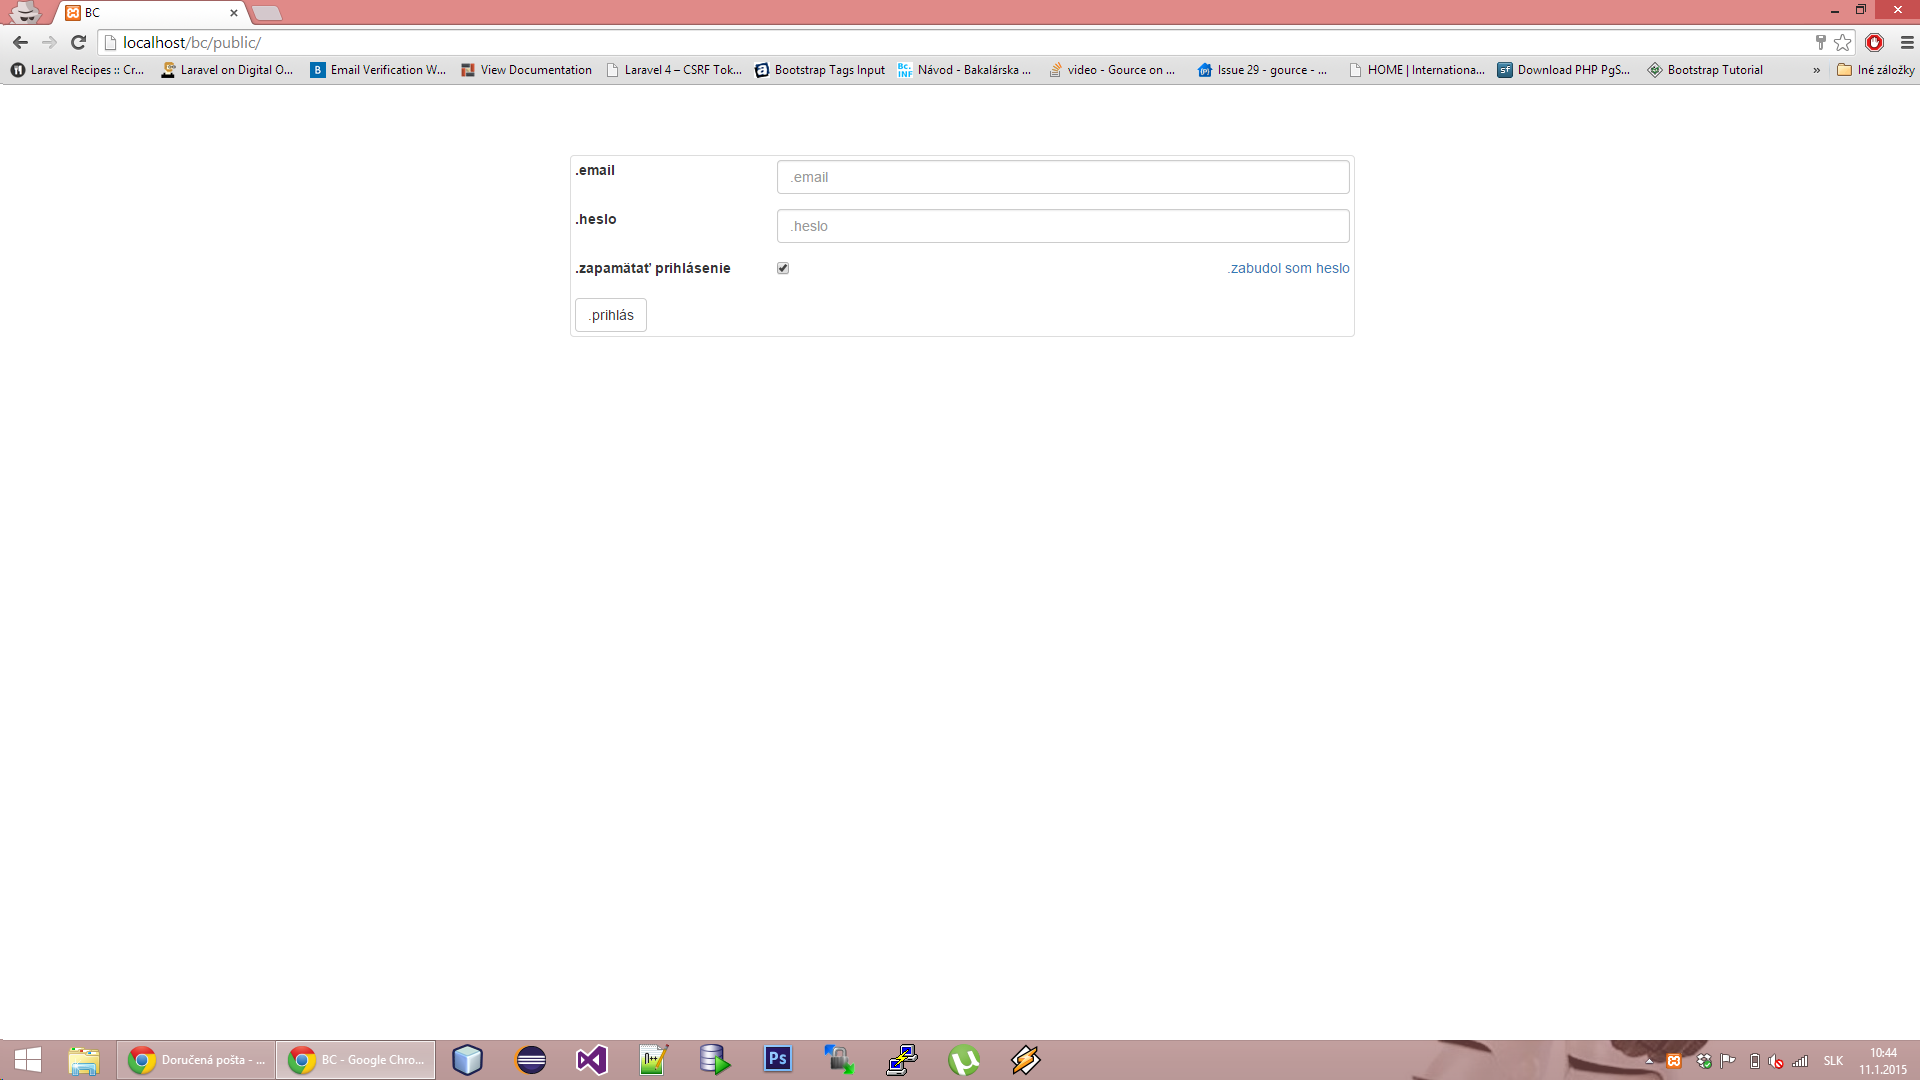 BC
localhost/bc/public/
Laravel Recipes :: Cr... Laravel on Digital O... Email Verification W... View Documentation Laravel 4 – CSRF Tok... Bootstrap Tags Input Návod - Bakalárska ... video - Gource on ... Issue 29 - gource - ... HOME | Internationa... Download PHP PgS... Bootstrap Tutorial » Iné záložky
.email .email
.heslo .heslo
.zapamätať prihlásenie .zabudol som heslo
.prihlás
Doručená pošta - ... BC - Google Chro... Ps SLK 10:44
11.1.2015